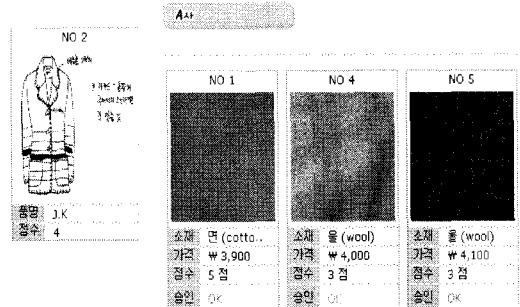 NO 2
품명 J.K
점수 4
A사
NO 1
소재 면 (cotto..
가격 ₩ 3,900
점수 5 점
승인 OK
NO 4
소재 울 (wool)
가격 ₩ 4,000
점수 3 점
승인 OK
NO 5
소재 울 (wool)
가격 ₩ 4,100
점수 3 점
승인 OK